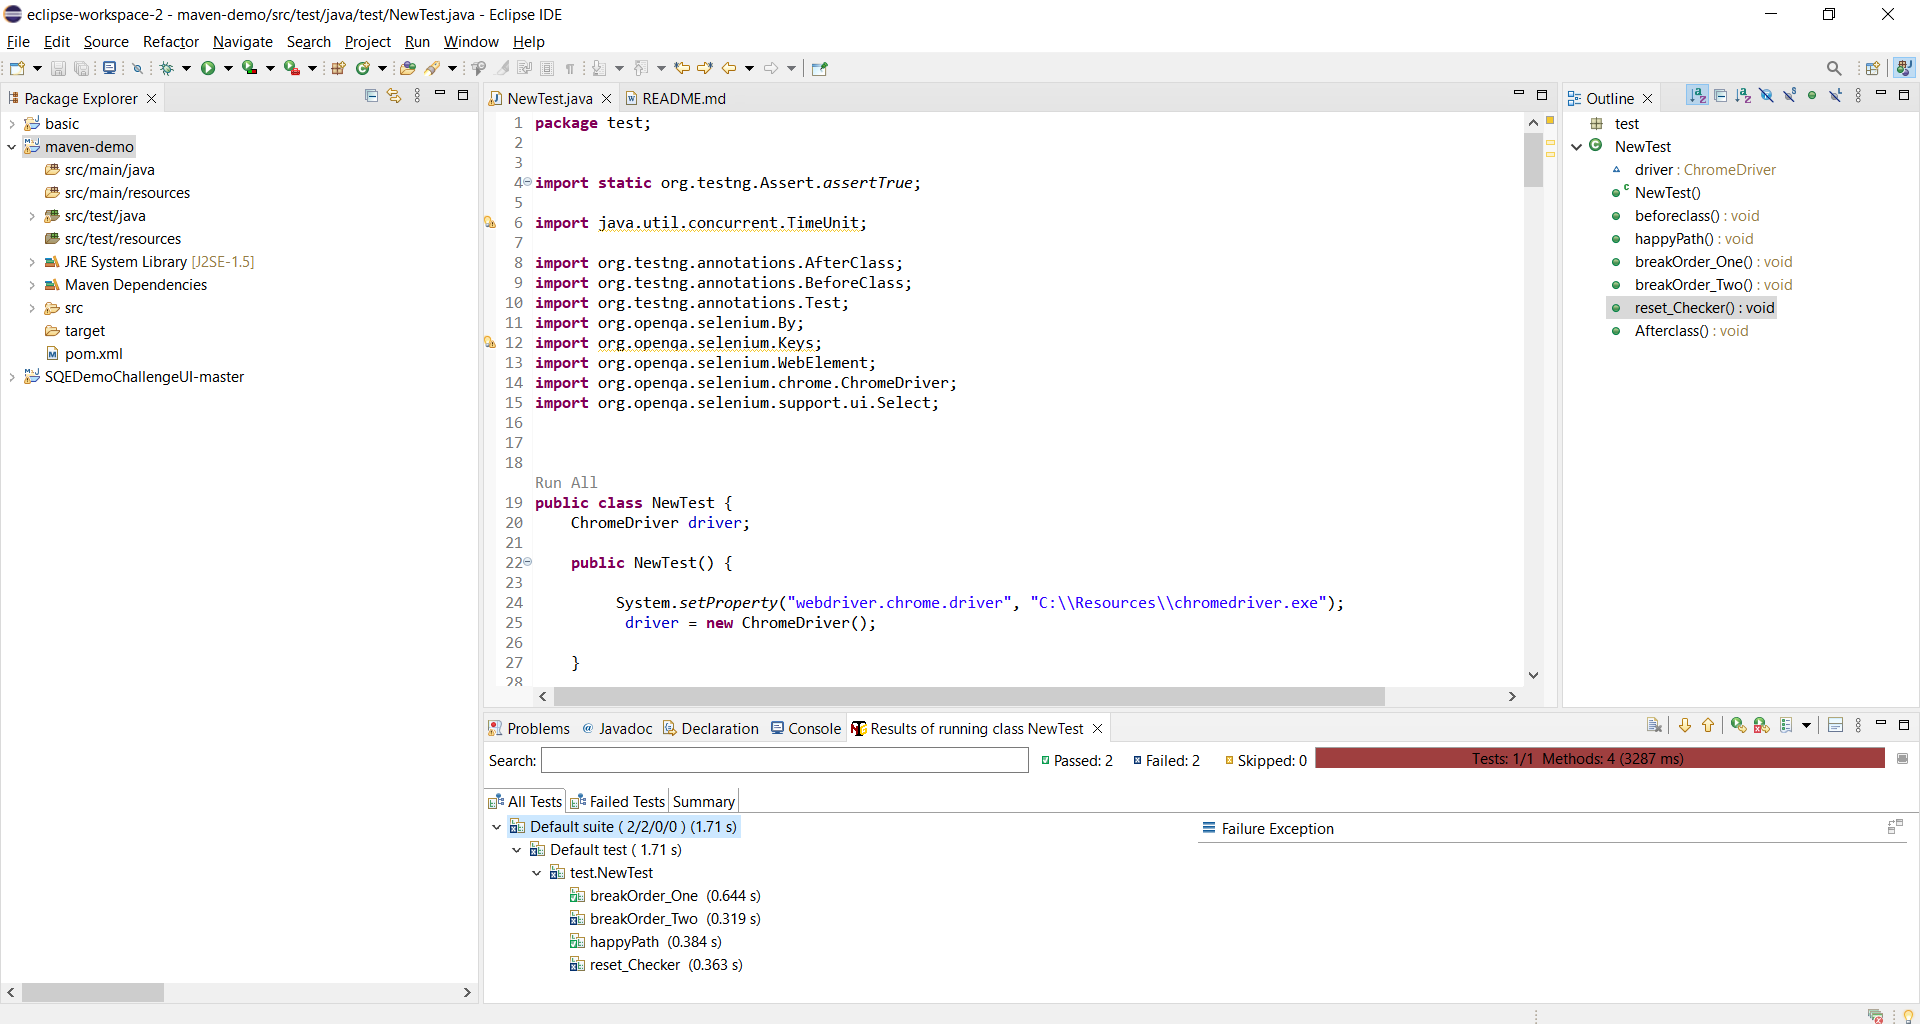 eclipse-workspace-2 - maven-demo/src/test/java/test/NewTest.java - Eclipse IDE
File Edit Source Refactor Navigate Search Project Run Window Help
Package Explorer
basic
maven-demo
src/main/java
src/main/resources
src/test/java
src/test/resources
JRE System Library [J2SE-1.5]
Maven Dependencies
src
target
pom.xml
SQEDemoChallengeUI-master
NewTest.java README.md
1 package test;
2
3
4 import static org.testng.Assert.assertTrue;
5
6 import java.util.concurrent.TimeUnit;
7
8 import org.testng.annotations.AfterClass;
9 import org.testng.annotations.BeforeClass;
10 import org.testng.annotations.Test;
11 import org.openqa.selenium.By;
12 import org.openqa.selenium.Keys;
13 import org.openqa.selenium.WebElement;
14 import org.openqa.selenium.chrome.ChromeDriver;
15 import org.openqa.selenium.support.ui.Select;
16
17
18
Run All
19 public class NewTest {
20 ChromeDriver driver;
21
22 public NewTest() {
23
24 System.setProperty("webdriver.chrome.driver", "C:\\Resources\\chromedriver.exe");
25 driver = new ChromeDriver();
26
27 }
28
Outline
test
NewTest
driver : ChromeDriver
NewTest()
beforeclass() : void
happyPath() : void
breakOrder_One() : void
breakOrder_Two() : void
reset_Checker() : void
Afterclass() : void
Problems Javadoc Declaration Console Results of running class NewTest
Search: Passed: 2 Failed: 2 Skipped: 0 Tests: 1/1 Methods: 4 (3287 ms)
All Tests Failed Tests Summary
Default suite ( 2/2/0/0 ) (1.71 s)
Default test ( 1.71 s)
test.NewTest
breakOrder_One (0.644 s)
breakOrder_Two (0.319 s)
happyPath (0.384 s)
reset_Checker (0.363 s)
Failure Exception